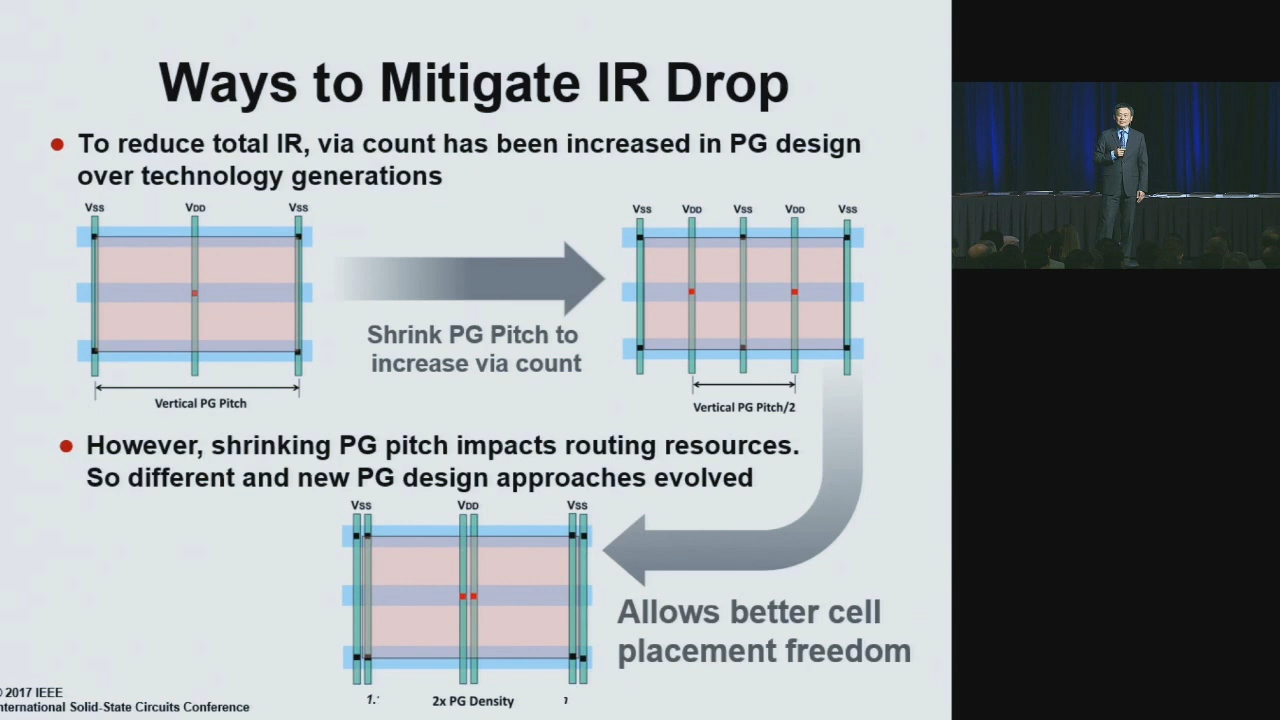 Ways to Mitigate IR Drop
To reduce total IR, via count has been increased in PG design
over technology generations
VSS VDD VSS
VSS VDD VSS VDD VSS
Shrink PG Pitch to
increase via count
Vertical PG Pitch
Vertical PG Pitch/2
However, shrinking PG pitch impacts routing resources.
So different and new PG design approaches evolved
VSS VDD VSS
Allows better cell
placement freedom
2x PG Density
2017 IEEE
Solid-State Circuits Conference